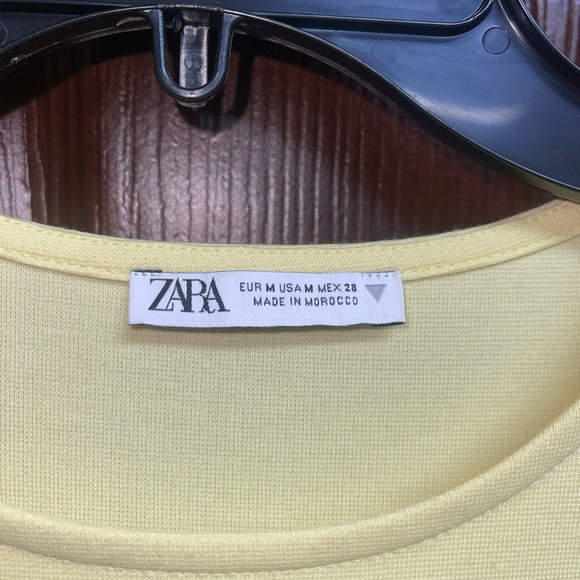 ZARA
EUR M USA M MEX 28
MADE IN MOROCCO